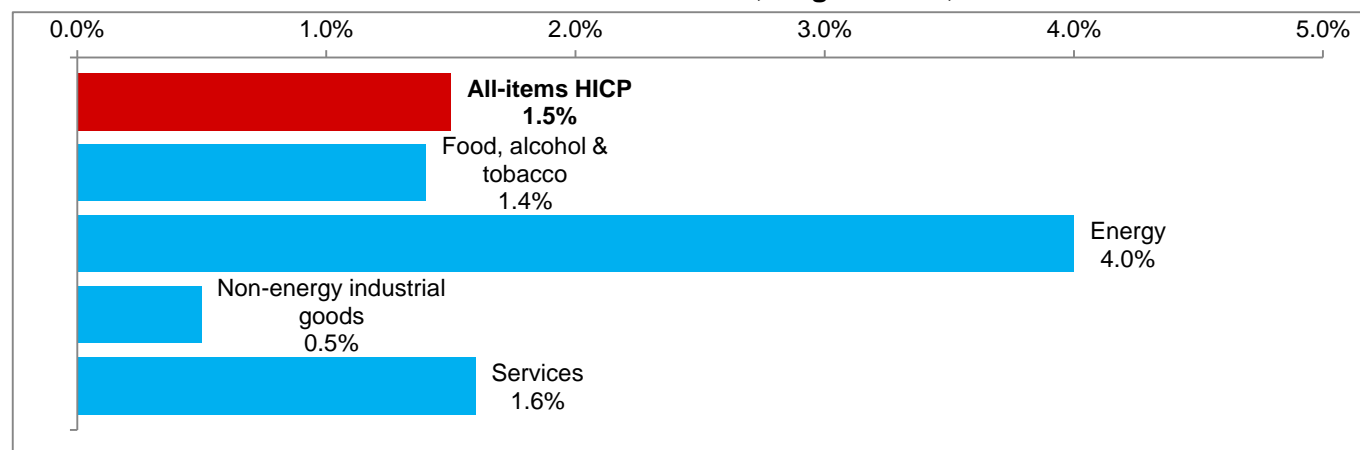 0.0% 1.0% 2.0% 3.0% 4.0% 5.0%
All-items HICP
1.5%
Food, alcohol &
tobacco
1.4%
Energy
4.0%
Non-energy industrial
goods
0.5%
Services
1.6%